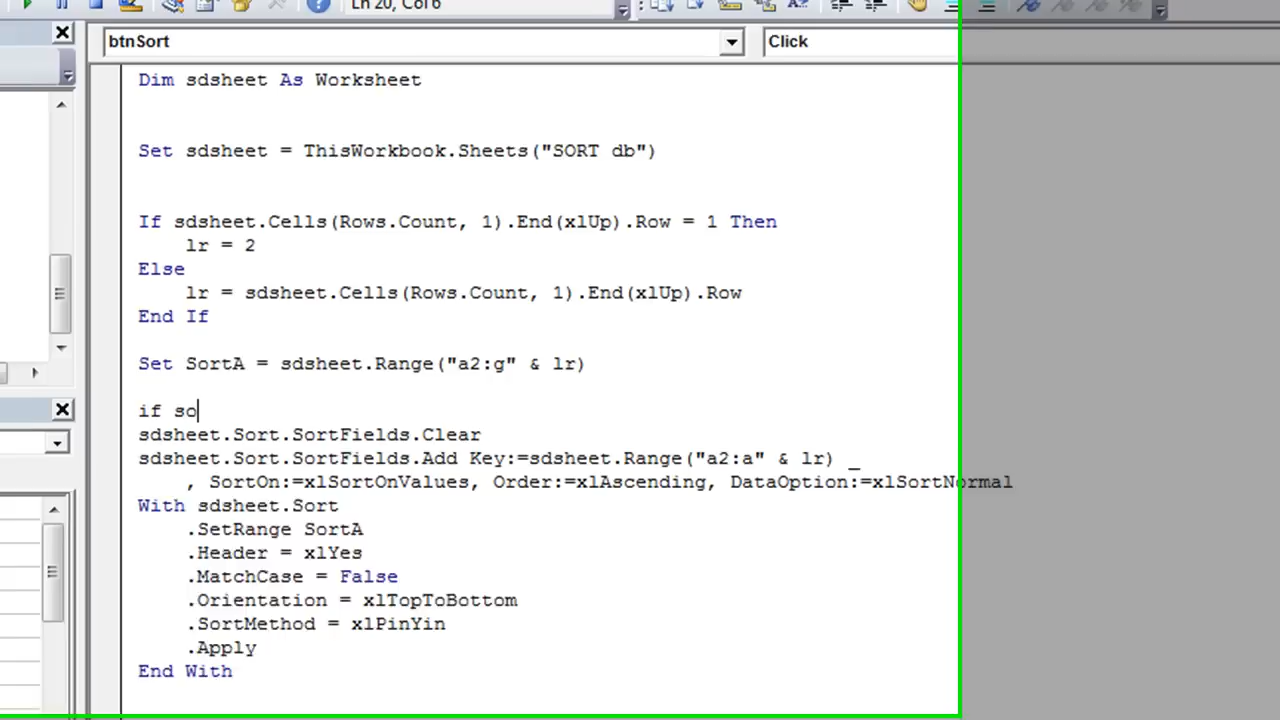 Ln 20, Col6
btnSort
Click
Dim sdsheet As Worksheet
Set sdsheet = ThisWorkbook.Sheets("SORT db")
If sdsheet.Cells(Rows.Count, 1).End(xlUp).Row = 1 Then
lr = 2
Else
lr = sdsheet.Cells(Rows.Count, 1).End(xlUp).Row
End If
Set SortA = sdsheet.Range("a2:g" & lr)
if so
sdsheet.Sort.SortFields.Clear
sdsheet.Sort.SortFields.Add Key:=sdsheet.Range("a2:a" & lr) _
, SortOn:=xlSortOnValues, Order:=xlAscending, DataOption:=xlSortNormal
With sdsheet.Sort
.SetRange SortA
.Header = xlYes
.MatchCase = False
.Orientation = xlTopToBottom
.SortMethod = xlPinYin
.Apply
End With